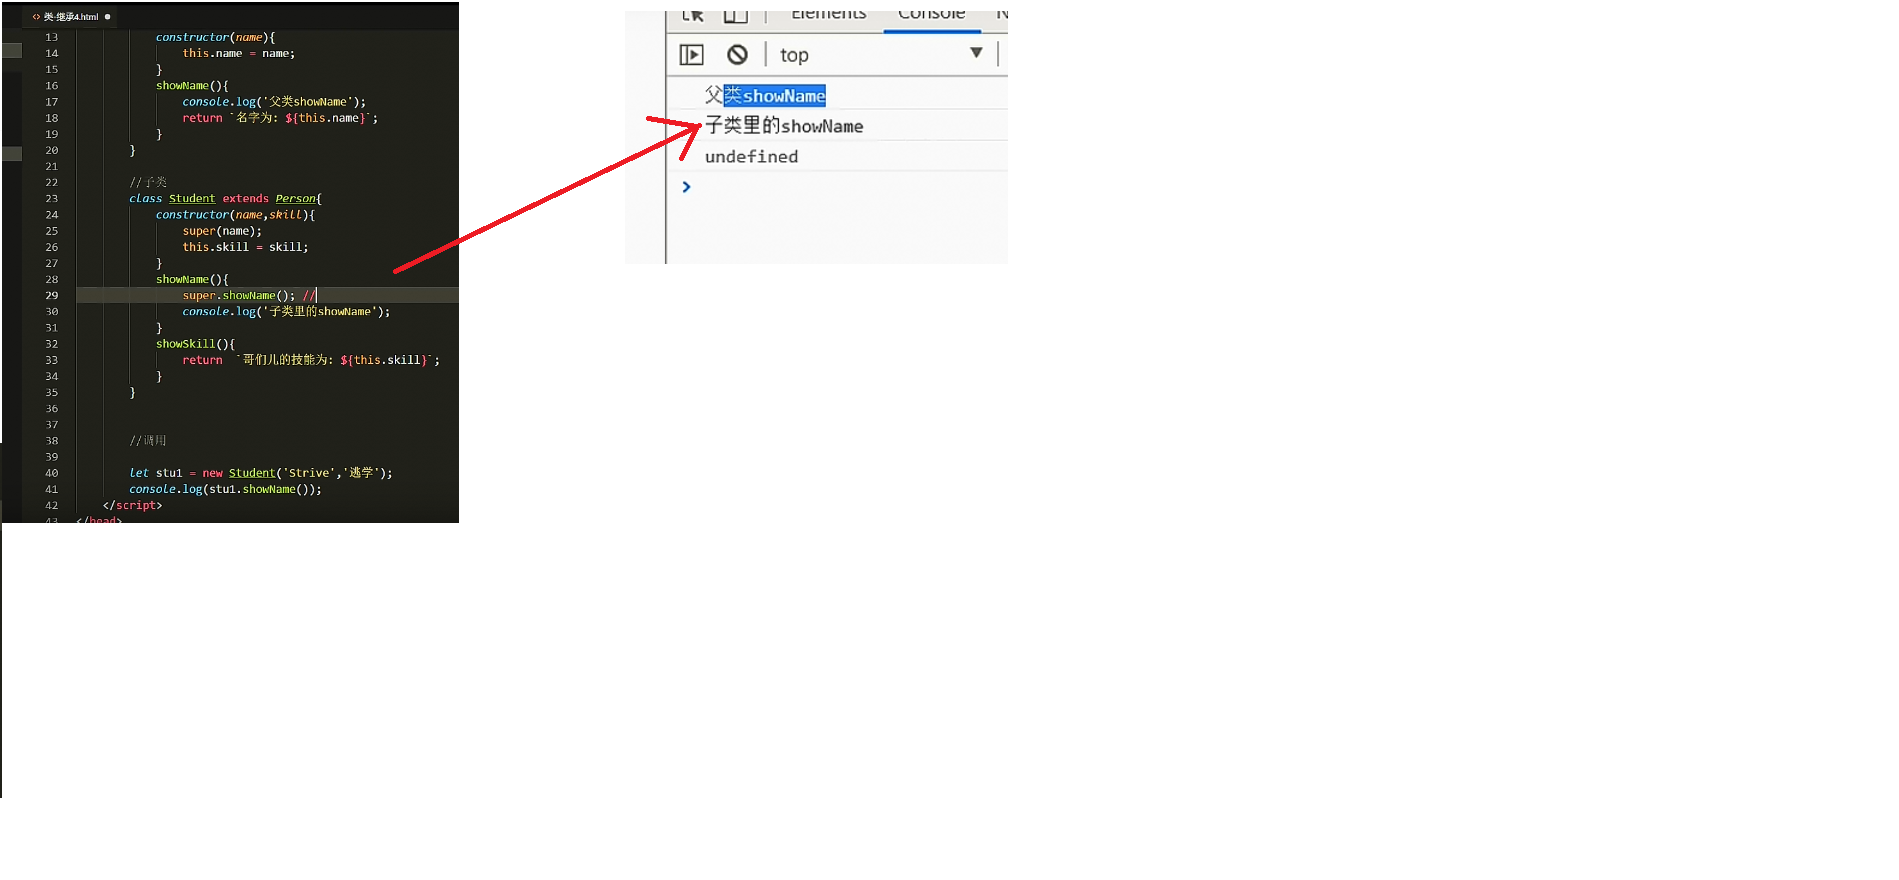 <> 类-继承4.html ●
13 constructor(name){
14 this.name = name;
15 }
16 showName(){
17 console.log('父类showName');
18 return `名字为: ${this.name}`;
19 }
20 }
21
22 //子类
23 class Student extends Person{
24 constructor(name,skill){
25 super(name);
26 this.skill = skill;
27 }
28 showName(){
29 super.showName(); //
30 console.log('子类里的showName');
31 }
32 showSkill(){
33 return `哥们儿的技能为: ${this.skill}`;
34 }
35 }
36
37
38 //调用
39
40 let stu1 = new Student('Strive','逃学');
41 console.log(stu1.showName());
42 </script>
43 </head>
Elements Console
top
父类showName
子类里的showName
undefined
>